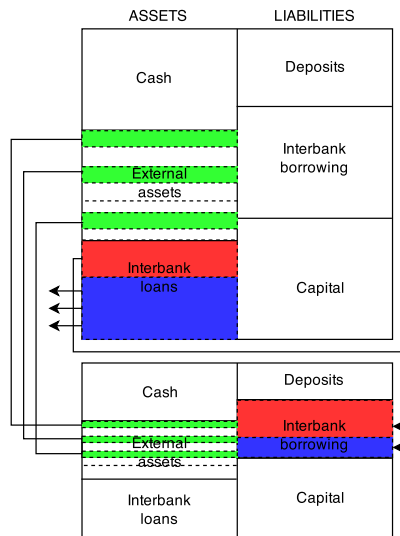 ASSETS LIABILITIES
Cash
Deposits
Interbank
borrowing
External
assets
Interbank
loans
Capital
Cash
Deposits
External
assets
Interbank
borrowing
Interbank
loans
Capital